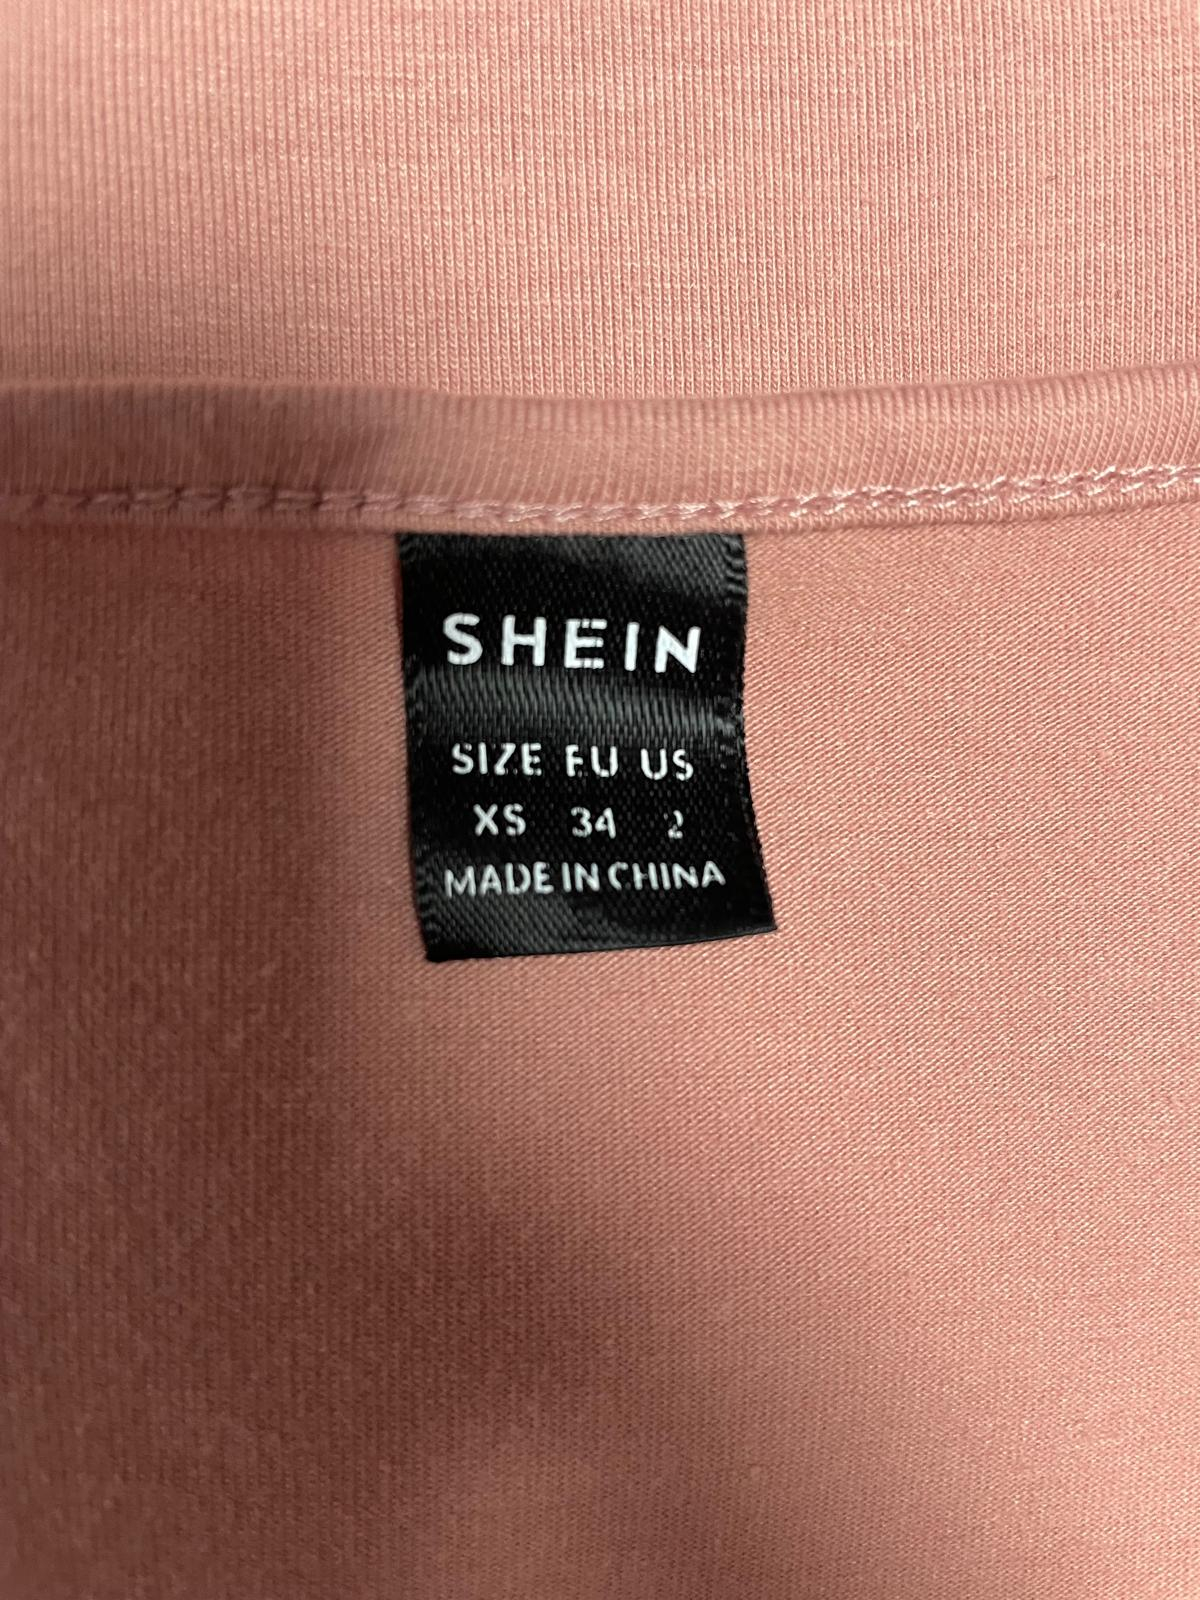 SHEIN
SIZE EU US
XS 34 2
MADE IN CHINA